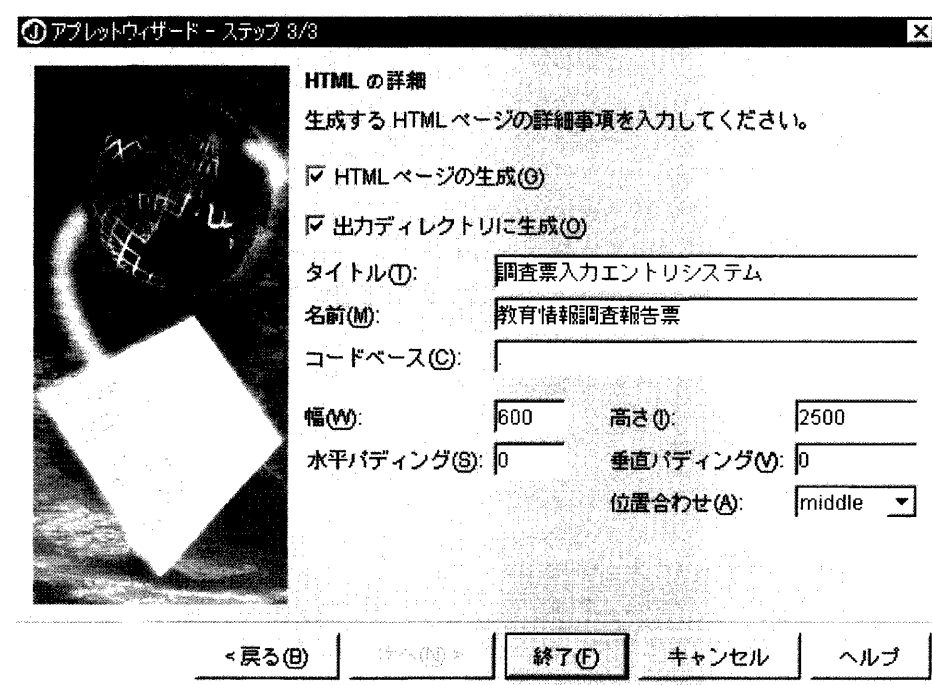 アプレットウィザード - ステップ 3/3
HTML の詳細
生成する HTML ページの詳細事項を入力してください。
HTML ページの生成(G)
出力ディレクトリに生成(O)
タイトル(T): 調査票入力エントリシステム
名前(M): 教育情報調査報告票
コードベース(C): .
幅(W): 600 高さ(I): 2500
水平パディング(S): 0 垂直パディング(V): 0
位置合わせ(A): middle
< 戻る(B) 次へ(N) > 終了(F) キャンセル ヘルプ